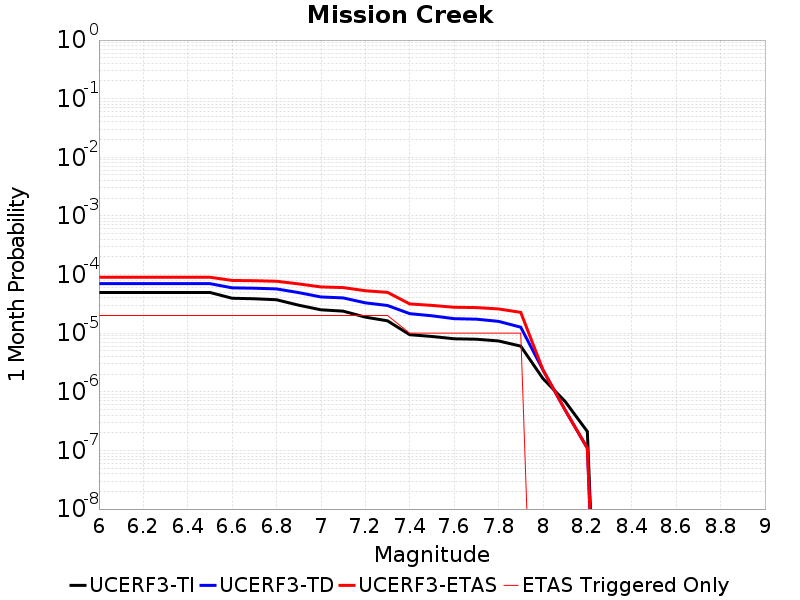 Mission Creek
10^0
10^-1
10^-2
10^-3
10^-4
10^-5
10^-6
10^-7
10^-8
1 Month Probability
6 6.2 6.4 6.6 6.8 7 7.2 7.4 7.6 7.8 8 8.2 8.4 8.6 8.8 9
Magnitude
UCERF3-TI UCERF3-TD UCERF3-ETAS ETAS Triggered Only